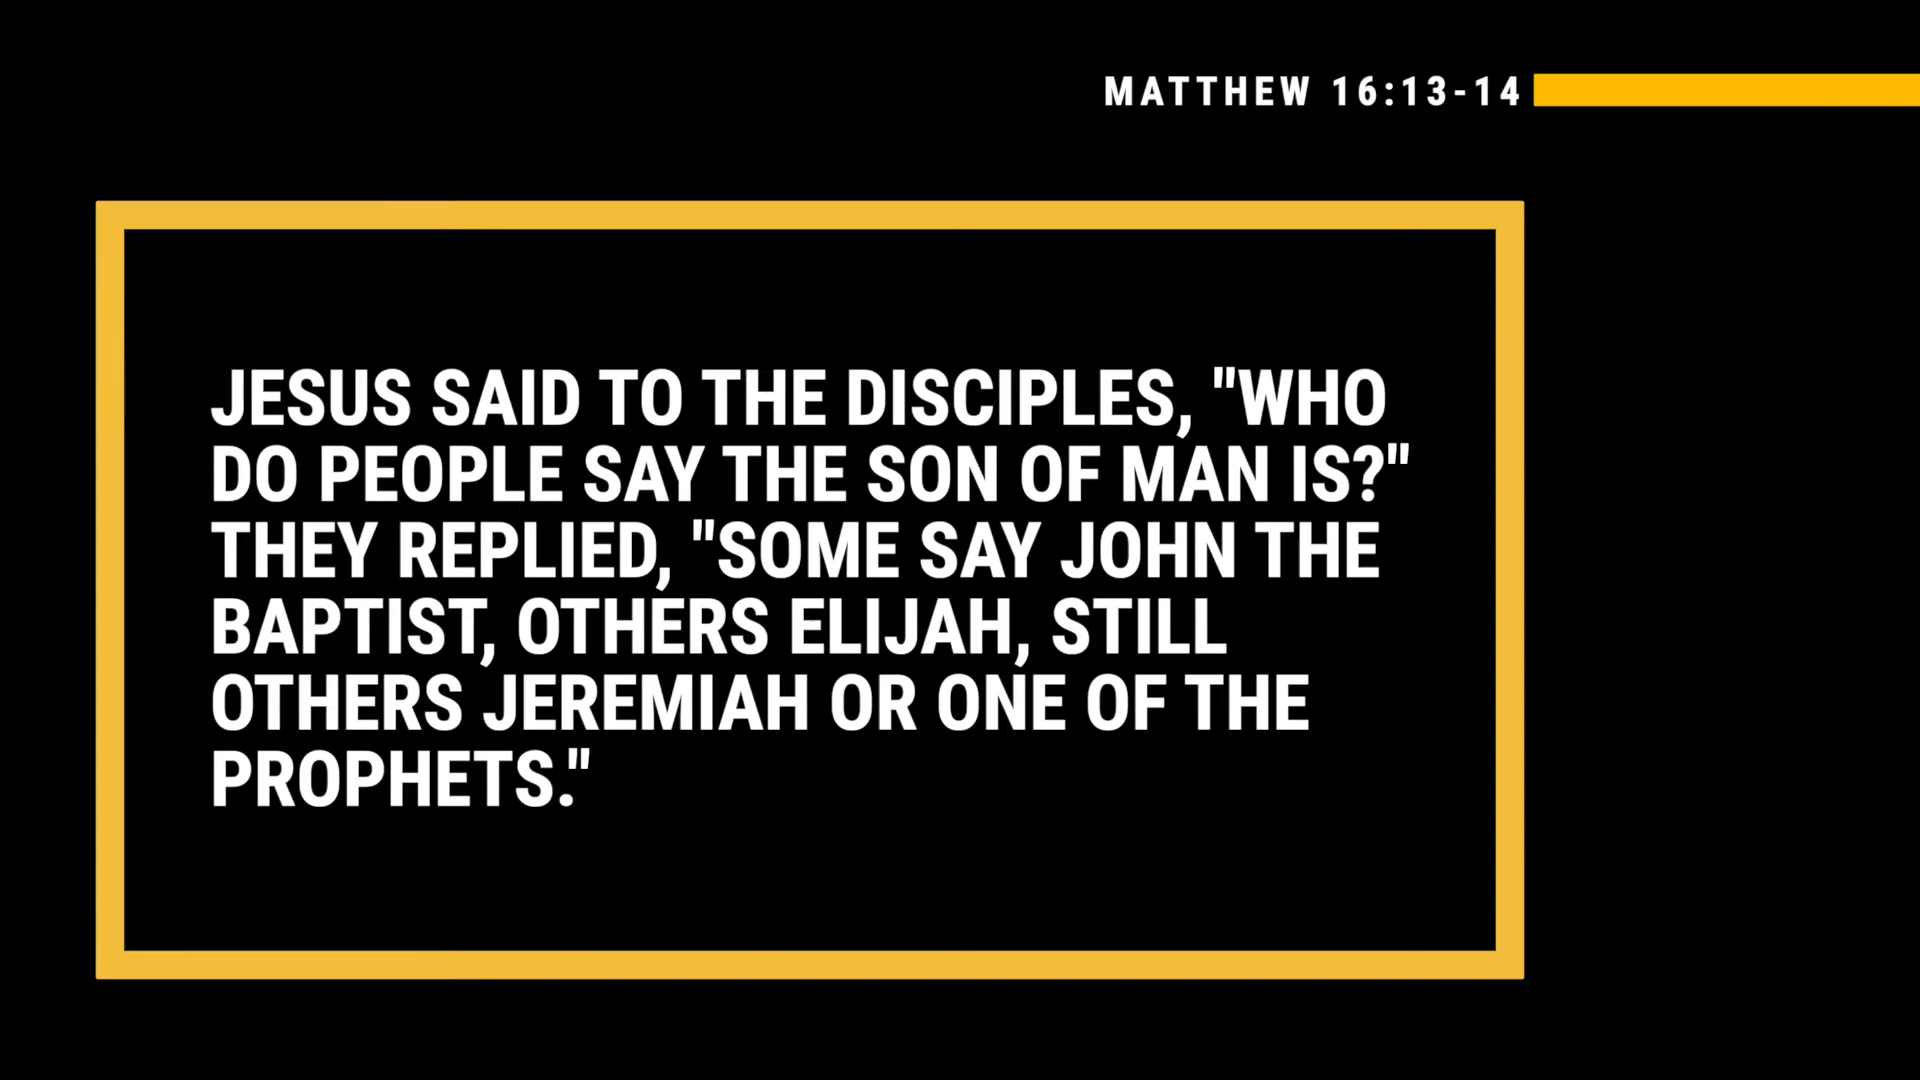 MATTHEW 16:13-14
JESUS SAID TO THE DISCIPLES, "WHO
DO PEOPLE SAY THE SON OF MAN IS?"
THEY REPLIED, "SOME SAY JOHN THE
BAPTIST, OTHERS ELIJAH, STILL
OTHERS JEREMIAH OR ONE OF THE
PROPHETS."